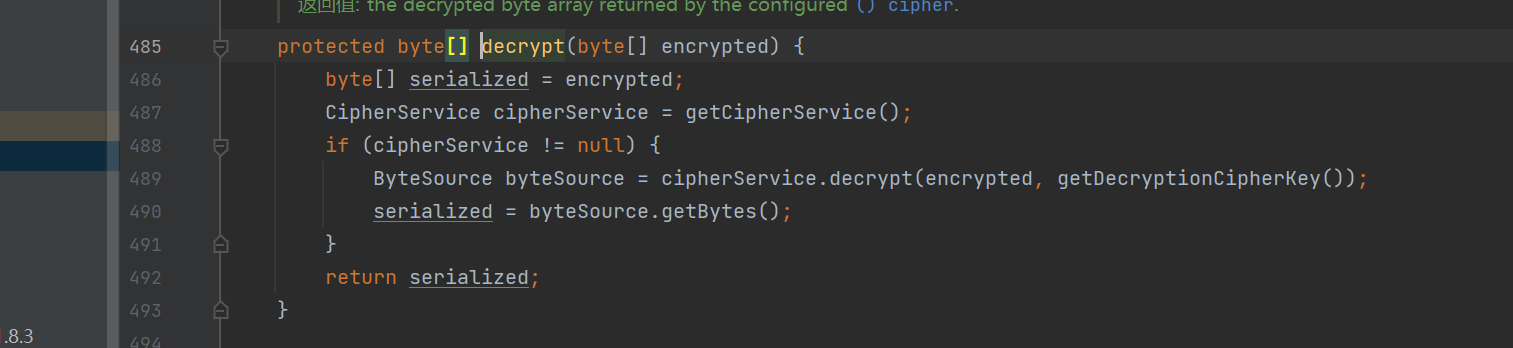 返回值: the decrypted byte array returned by the configured () cipher.
485 protected byte[] decrypt(byte[] encrypted) {
486 byte[] serialized = encrypted;
487 CipherService cipherService = getCipherService();
488 if (cipherService != null) {
489 ByteSource byteSource = cipherService.decrypt(encrypted, getDecryptionCipherKey());
490 serialized = byteSource.getBytes();
491 }
492 return serialized;
493 }
494
.8.3